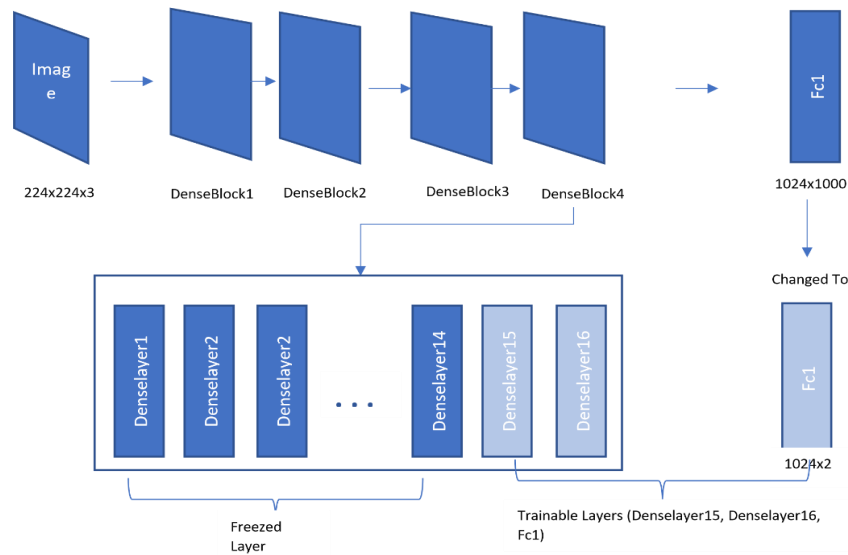 Imag
e
Fc1
224x224x3
DenseBlock1
DenseBlock2
DenseBlock3
DenseBlock4
1024x1000
Changed To
Denselayer1
Denselayer2
Denselayer2
...
Denselayer14
Denselayer15
Denselayer16
Fc1
1024x2
Freezed
Layer
Trainable Layers (Denselayer15, Denselayer16,
Fc1)